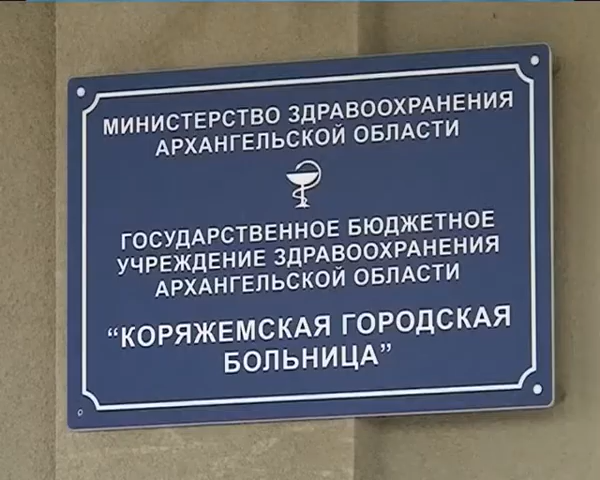 МИНИСТЕРСТВО ЗДРАВООХРАНЕНИЯ
АРХАНГЕЛЬСКОЙ ОБЛАСТИ
ГОСУДАРСТВЕННОЕ БЮДЖЕТНОЕ
УЧРЕЖДЕНИЕ ЗДРАВООХРАНЕНИЯ
АРХАНГЕЛЬСКОЙ ОБЛАСТИ
“КОРЯЖЕМСКАЯ ГОРОДСКАЯ
БОЛЬНИЦА”